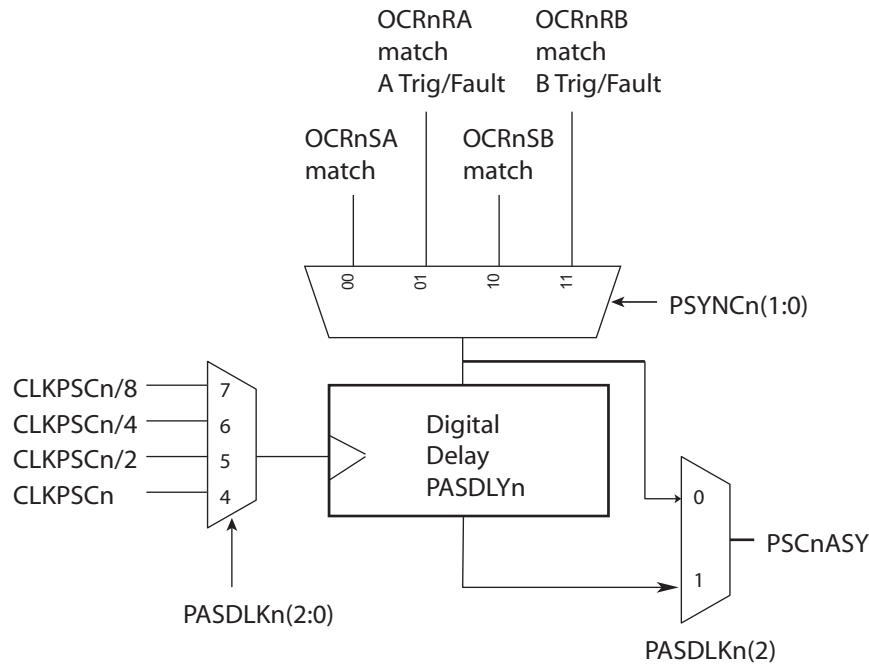 OCRnRA
match
A Trig/Fault
OCRnRB
match
B Trig/Fault
OCRnSA
match
OCRnSB
match
00
01
10
11
PSYNCn(1:0)
CLKPSCn/8
7
CLKPSCn/4
6
CLKPSCn/2
5
CLKPSCn
4
Digital
Delay
PASDLYn
0
1
PSCnASY
PASDLKn(2:0)
PASDLKn(2)